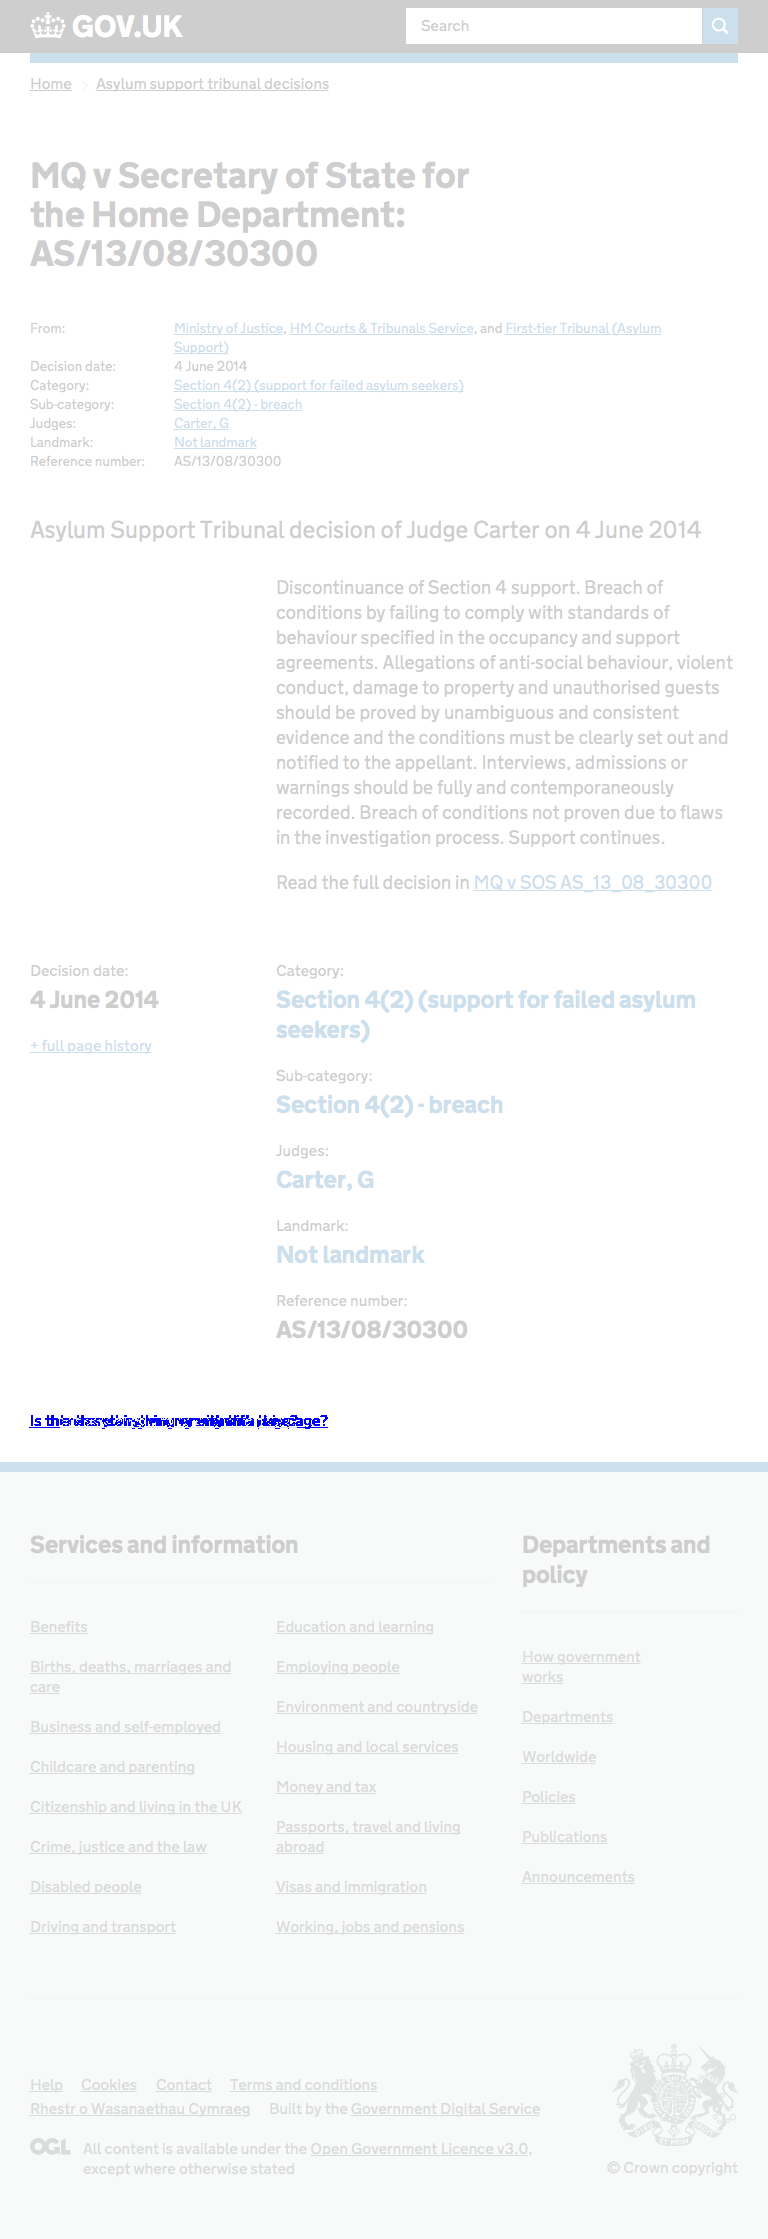 GOV.UK
Search
Home
Asylum support tribunal decisions
MQ v Secretary of State for
the Home Department:
AS/13/08/30300
From: Ministry of Justice, HM Courts & Tribunals Service, and First-tier Tribunal (Asylum
Support)
Decision date: 4 June 2014
Category: Section 4(2) (support for failed asylum seekers)
Sub-category: Section 4(2) - breach
Judges: Carter, G
Landmark: Not landmark
Reference number: AS/13/08/30300
Asylum Support Tribunal decision of Judge Carter on 4 June 2014
Discontinuance of Section 4 support. Breach of
conditions by failing to comply with standards of
behaviour specified in the occupancy and support
agreements. Allegations of anti-social behaviour, violent
conduct, damage to property and unauthorised guests
should be proved by unambiguous and consistent
evidence and the conditions must be clearly set out and
notified to the appellant. Interviews, admissions or
warnings should be fully and contemporaneously
recorded. Breach of conditions not proven due to flaws
in the investigation process. Support continues.
Read the full decision in MQ v SOS AS_13_08_30300
Decision date:
4 June 2014
+ full page history
Category:
Section 4(2) (support for failed asylum
seekers)
Sub-category:
Section 4(2) - breach
Judges:
Carter, G
Landmark:
Not landmark
Reference number:
AS/13/08/30300
Is
Services and information
Benefits
Births, deaths, marriages and
care
Business and self-employed
Childcare and parenting
Citizenship and living in the UK
Crime, justice and the law
Disabled people
Driving and transport
Education and learning
Employing people
Environment and countryside
Housing and local services
Money and tax
Passports, travel and living
abroad
Visas and immigration
Working, jobs and pensions
Departments and
policy
How government
works
Departments
Worldwide
Policies
Publications
Announcements
Help Cookies Contact Terms and conditions
Rhestr o Wasanaethau Cymraeg Built by the Government Digital Service
OGL
All content is available under the Open Government Licence v3.0,
except where otherwise stated
© Crown copyright